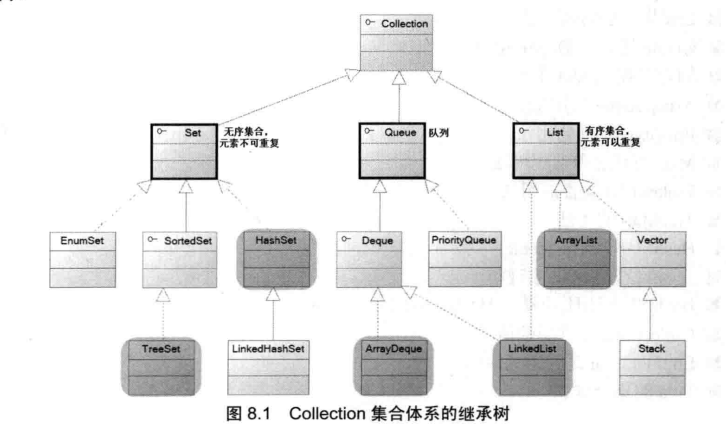 Collection
Set
无序集合，
元素不可重复
Queue
队列
List
有序集合，
元素可以重复
EnumSet
SortedSet
HashSet
Deque
PriorityQueue
ArrayList
Vector
TreeSet
LinkedHashSet
ArrayDeque
LinkedList
Stack
图 8.1 Collection 集合体系的继承树